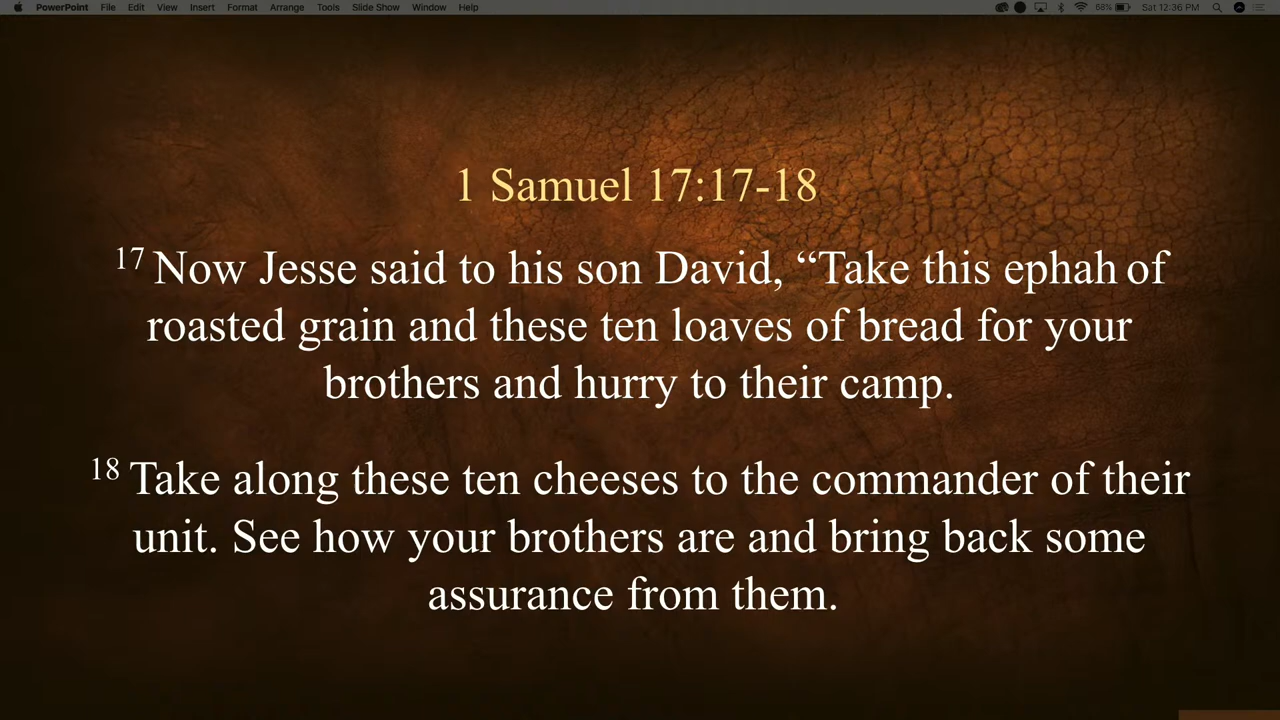 PowerPoint File Edit View Insert Format Arrange Tools Slide Show Window Help 68% Sat 12:36 PM
1 Samuel 17:17-18
17 Now Jesse said to his son David, “Take this ephah of
roasted grain and these ten loaves of bread for your
brothers and hurry to their camp.
18 Take along these ten cheeses to the commander of their
unit. See how your brothers are and bring back some
assurance from them.